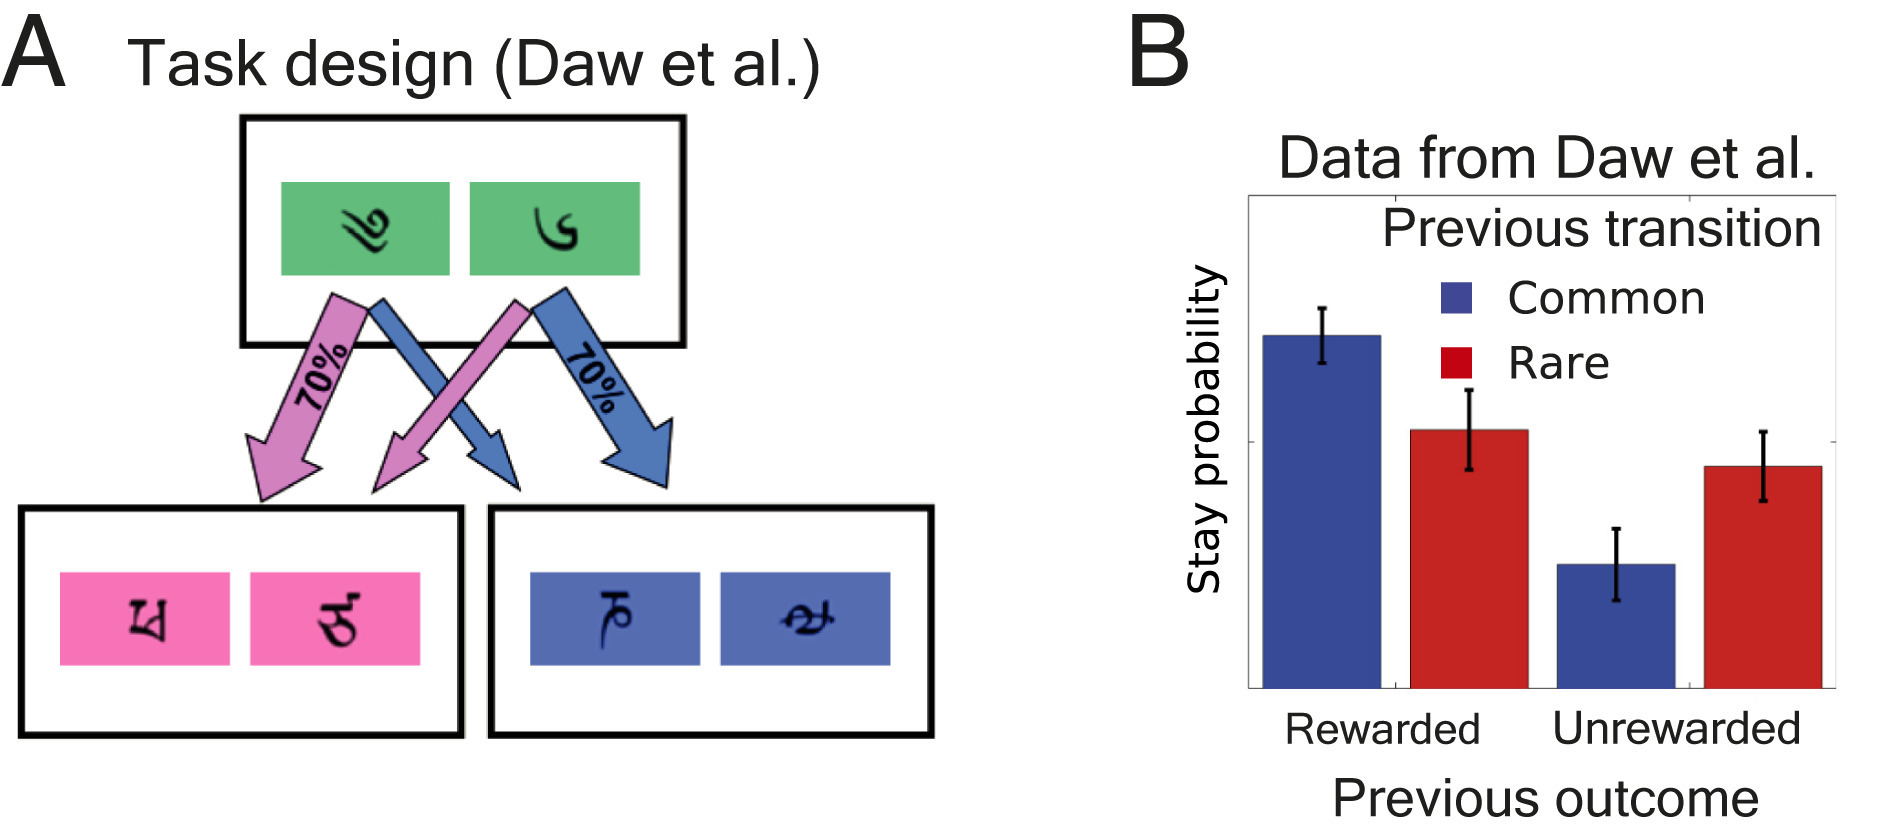 A
Task design (Daw et al.)
70%
70%
B
Data from Daw et al.
Previous transition
Common
Rare
Stay probability
Rewarded
Unrewarded
Previous outcome